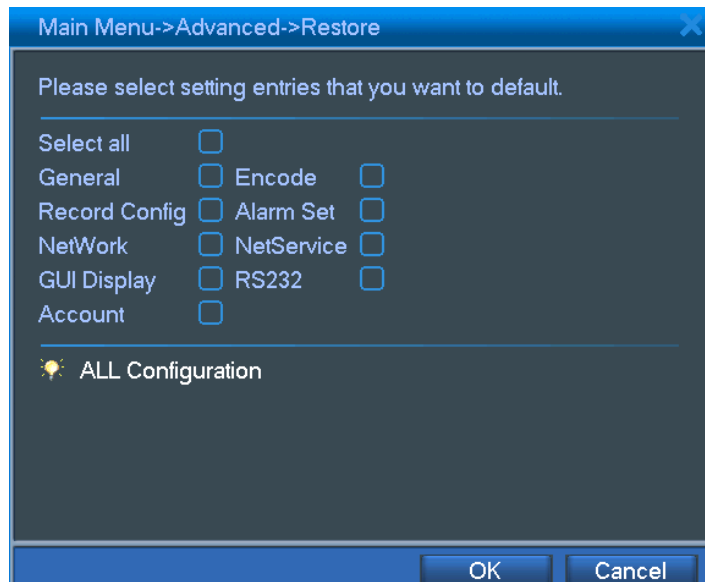 Main Menu->Advanced->Restore
Please select setting entries that you want to default.
Select all
General Encode
Record Config Alarm Set
NetWork NetService
GUI Display RS232
Account
ALL Configuration
OK Cancel